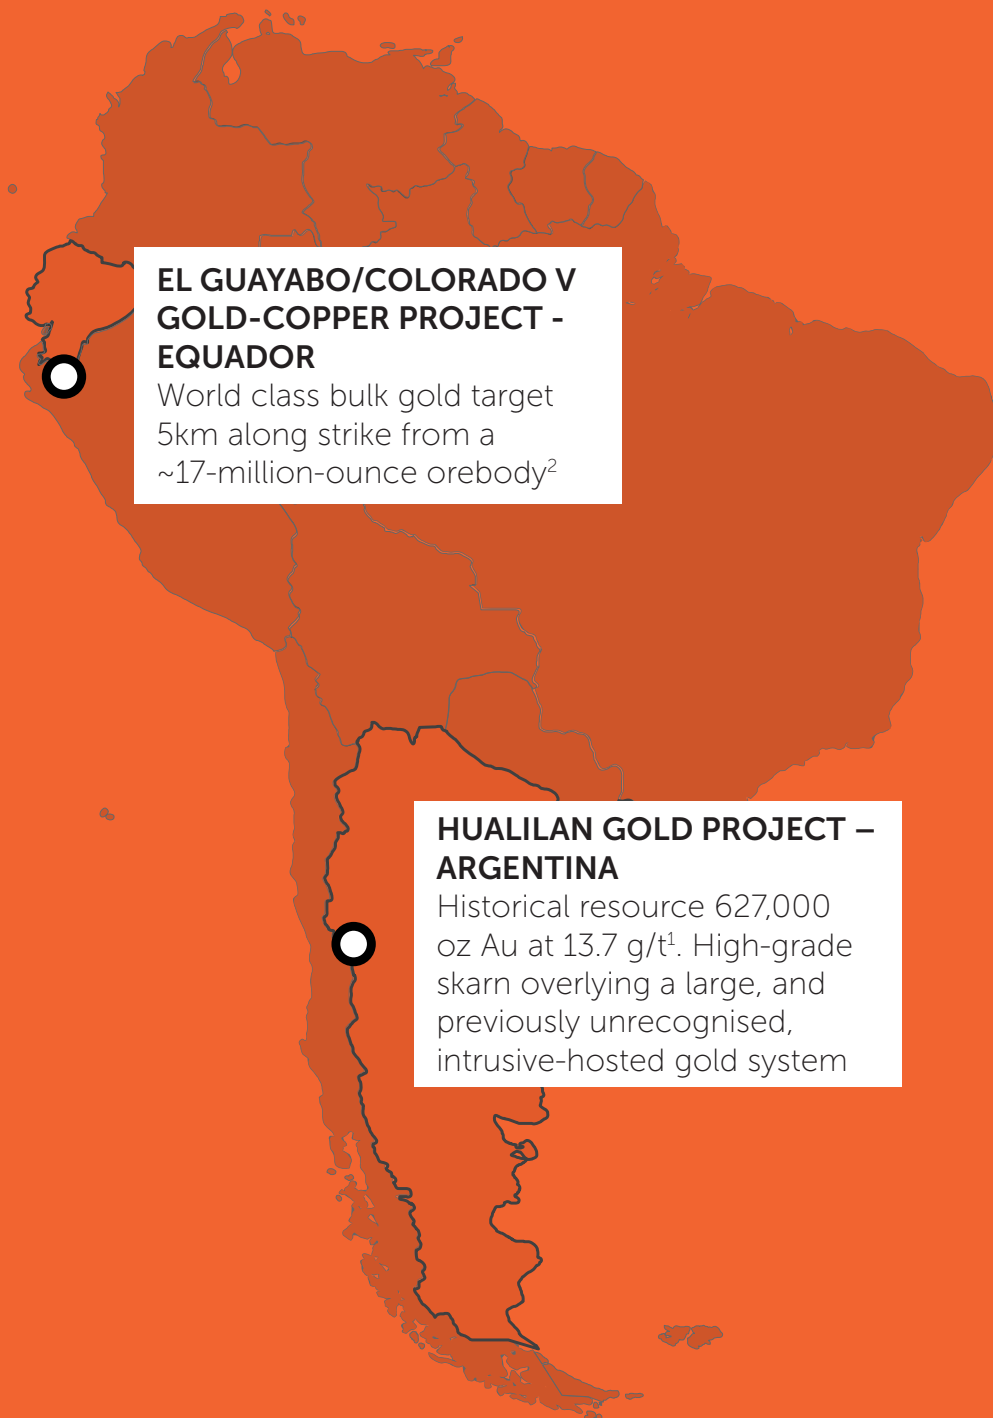 EL GUAYABO/COLORADO V
GOLD-COPPER PROJECT -
EQUADOR
World class bulk gold target
5km along strike from a
~17-million-ounce orebody²
HUALILAN GOLD PROJECT –
ARGENTINA
Historical resource 627,000
oz Au at 13.7 g/t¹. High-grade
skarn overlying a large, and
previously unrecognised,
intrusive-hosted gold system